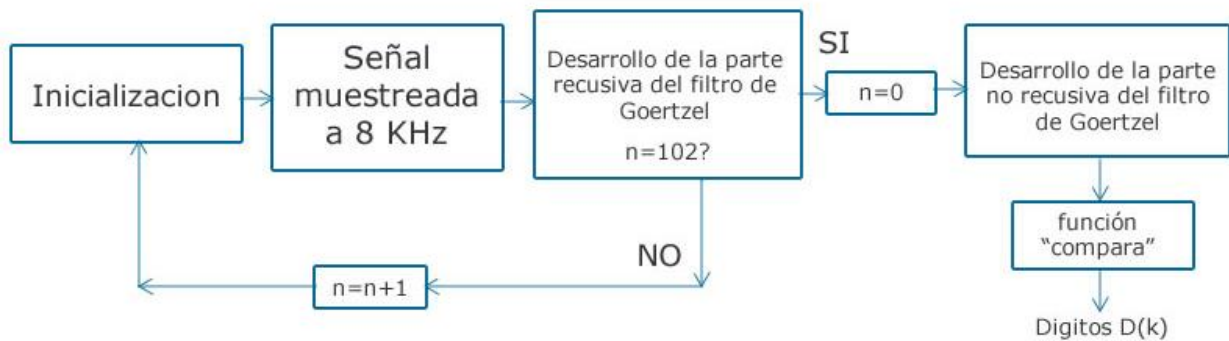 Inicializacion
Señal
muestreada
a 8 KHz
Desarrollo de la parte
recusiva del filtro de
Goertzel
n=102?
SI
n=0
Desarrollo de la parte
no recusiva del filtro
de Goertzel
NO
n=n+1
función
“compara”
Digitos D(k)